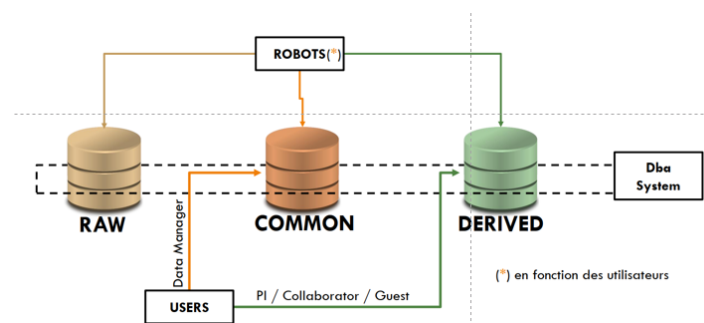 ROBOTS(*)
Dba
System
RAW
COMMON
DERIVED
Data Manager
(*) en fonction des utilisateurs
PI / Collaborator / Guest
USERS